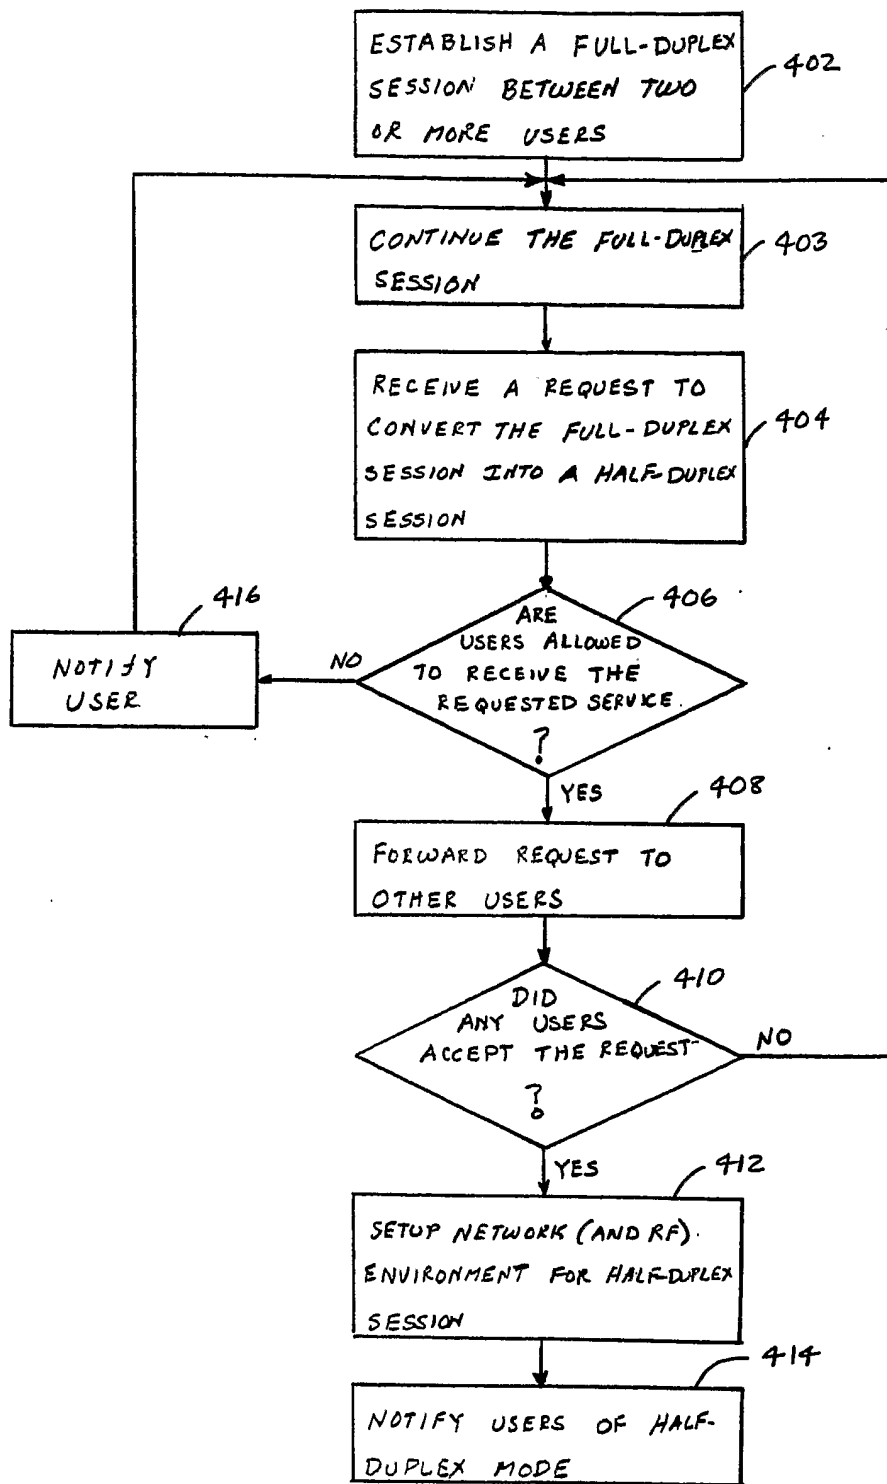 ESTABLISH A FULL-DUPLEX
SESSION BETWEEN TWO
OR MORE USERS
402
CONTINUE THE FULL-DUPLEX
SESSION
403
RECEIVE A REQUEST TO
CONVERT THE FULL-DUPLEX
SESSION INTO A HALF-DUPLEX
SESSION
404
416
NOTIFY
USER
NO
406
ARE
USERS ALLOWED
TO RECEIVE THE
REQUESTED SERVICE
?
YES
408
FORWARD REQUEST TO
OTHER USERS
410
DID
ANY USERS
ACCEPT THE REQUEST
?
NO
YES
412
SETUP NETWORK (AND RF)
ENVIRONMENT FOR HALF-DUPLEX
SESSION
414
NOTIFY USERS OF HALF-
DUPLEX MODE